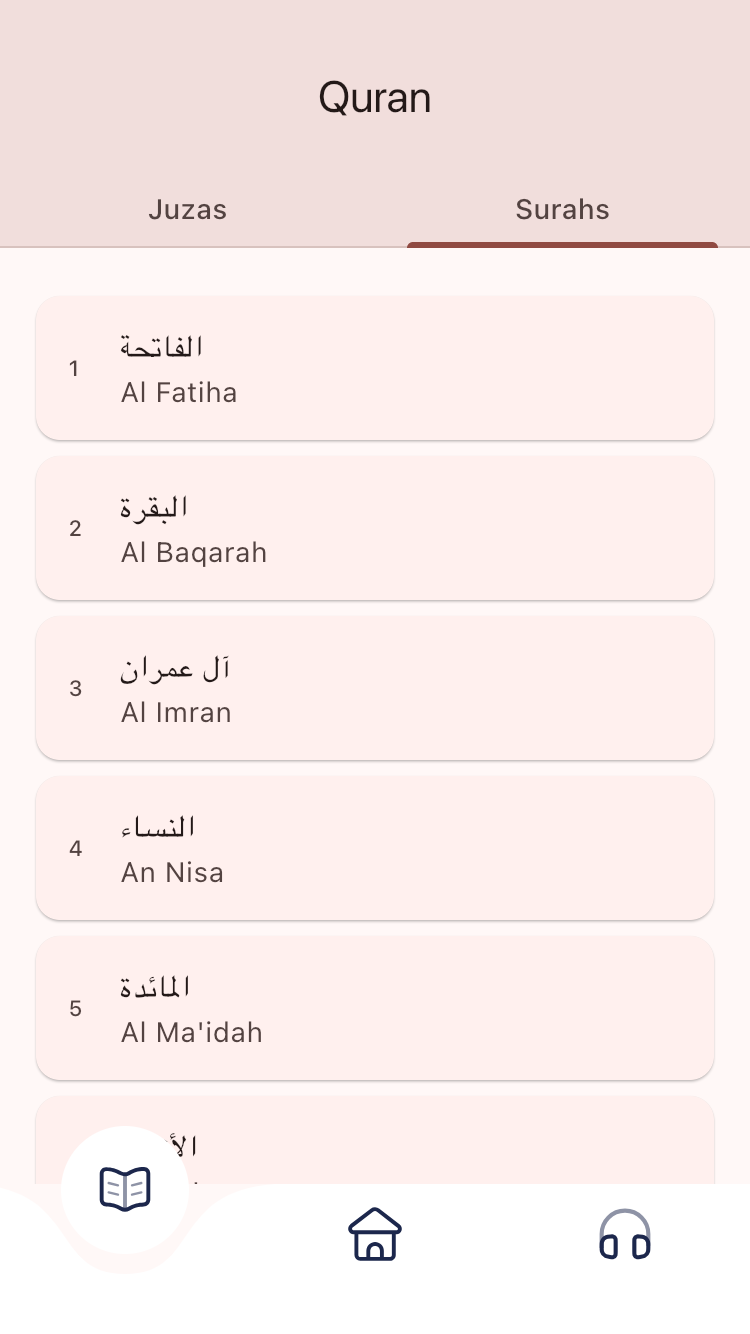 Quran
Juzas
Surahs
1
الفاتحة
Al Fatiha
2
البقرة
Al Baqarah
3
آل عمران
Al Imran
4
النساء
An Nisa
5
المائدة
Al Ma'idah